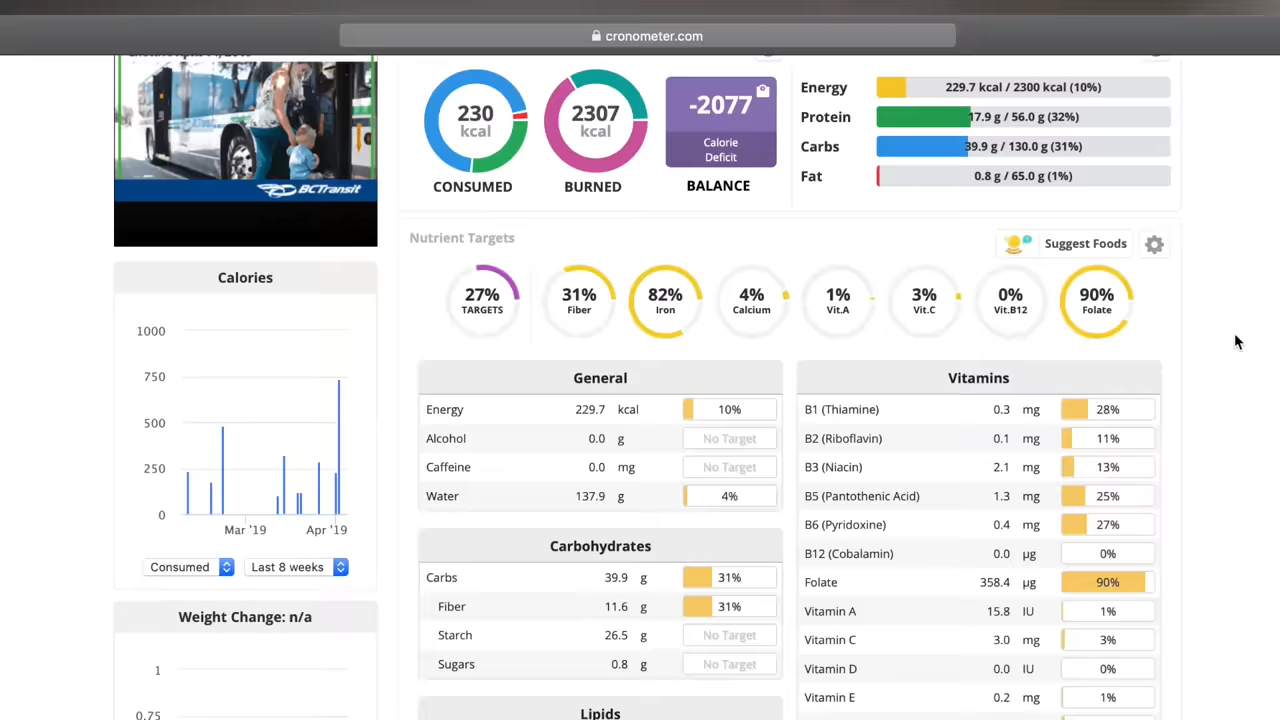 cronometer.com
BCTransit
230
kcal
CONSUMED
2307
kcal
BURNED
-2077
Calorie
Deficit
BALANCE
Energy 229.7 kcal / 2300 kcal (10%)
Protein 17.9 g / 56.0 g (32%)
Carbs 39.9 g / 130.0 g (31%)
Fat 0.8 g / 65.0 g (1%)
Nutrient Targets
Suggest Foods
27%
TARGETS
31%
Fiber
82%
Iron
4%
Calcium
1%
Vit.A
3%
Vit.C
0%
Vit.B12
90%
Folate
Calories
1000
750
500
250
0
Mar '19 Apr '19
Consumed Last 8 weeks
Weight Change: n/a
1
0.75
General
Energy 229.7 kcal 10%
Alcohol 0.0 g No Target
Caffeine 0.0 mg No Target
Water 137.9 g 4%
Carbohydrates
Carbs 39.9 g 31%
Fiber 11.6 g 31%
Starch 26.5 g No Target
Sugars 0.8 g No Target
Lipids
Vitamins
B1 (Thiamine) 0.3 mg 28%
B2 (Riboflavin) 0.1 mg 11%
B3 (Niacin) 2.1 mg 13%
B5 (Pantothenic Acid) 1.3 mg 25%
B6 (Pyridoxine) 0.4 mg 27%
B12 (Cobalamin) 0.0 µg 0%
Folate 358.4 µg 90%
Vitamin A 15.8 IU 1%
Vitamin C 3.0 mg 3%
Vitamin D 0.0 IU 0%
Vitamin E 0.2 mg 1%